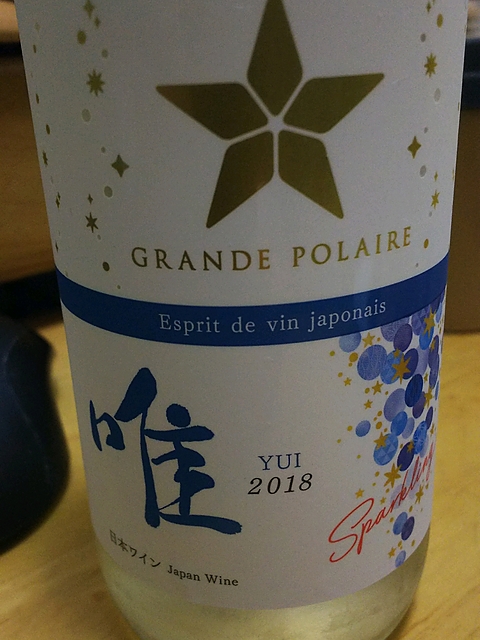 GRANDE POLAIRE
Esprit de vin japonais
唯
YUI
2018
Sparkling
日本ワイン Japan Wine